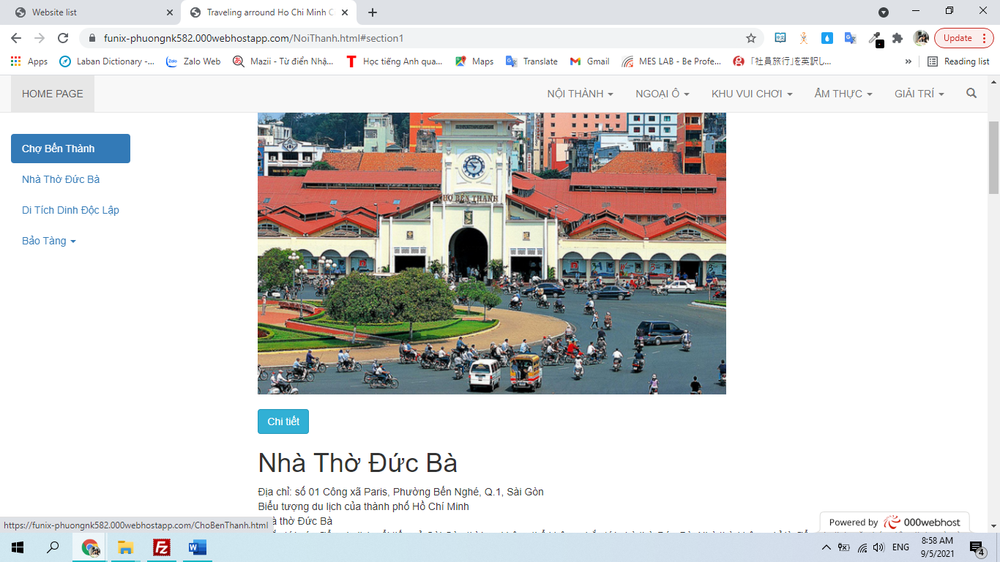 Website list
Traveling arround Ho Chi Minh C
funix-phuongnk582.000webhostapp.com/NoiThanh.html#section1
Update
Apps
Laban Dictionary -...
Zalo Web
Mazii - Từ điển Nhậ...
Học tiếng Anh qua...
Maps
Translate
Gmail
MES LAB - Be Profe...
「社員旅行」を英訳し...
»
Reading list
HOME PAGE
NỘI THÀNH
NGOẠI Ô
KHU VUI CHƠI
ẨM THỰC
GIẢI TRÍ
Chợ Bến Thành
Nhà Thờ Đức Bà
Di Tích Dinh Độc Lập
Bảo Tàng
CHỢ BẾN THÀNH
Chi tiết
Nhà Thờ Đức Bà
Địa chỉ: số 01 Công xã Paris, Phường Bến Nghé, Q.1, Sài Gòn
Biểu tượng du lịch của thành phố Hồ Chí Minh
thờ Đức Bà
https://funix-phuongnk582.000webhostapp.com/ChoBenThanh.html
Powered by 000webhost
ENG
8:58 AM
9/5/2021
4